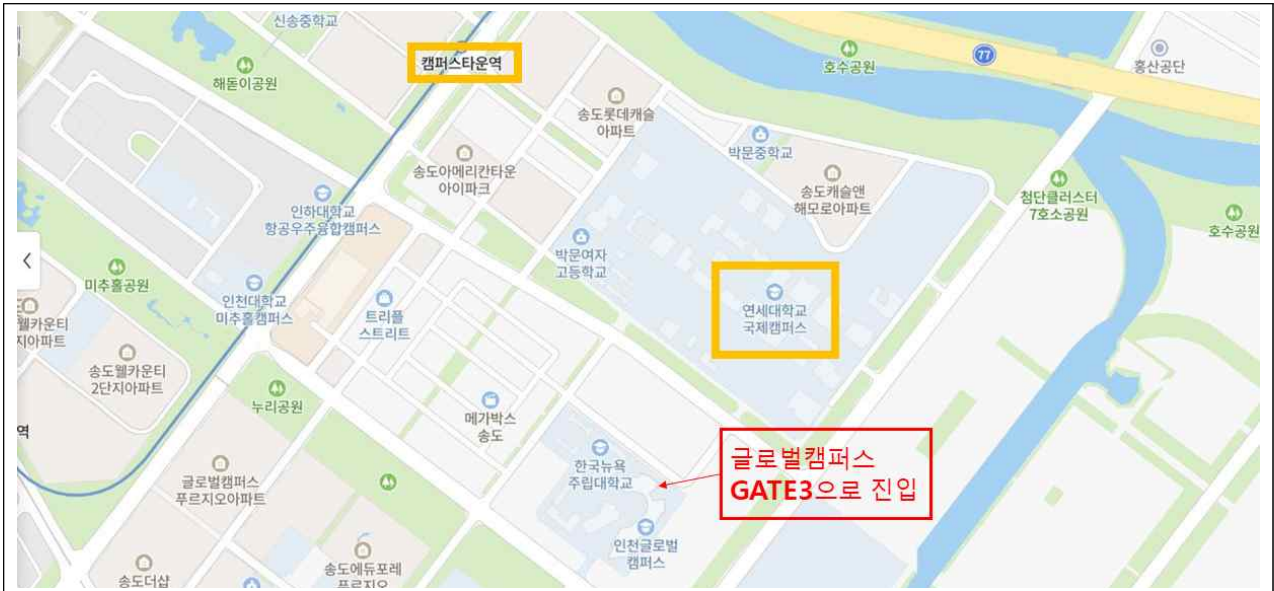 신송중학교
캠퍼스타운역
해돋이공원
호수공원
77
홍산공단
송도롯데캐슬
아파트
박문중학교
송도아메리칸타운
아이파크
송도캐슬앤
해모로아파트
첨단클러스터
7호소공원
호수공원
인하대학교
항공우주융합캠퍼스
박문여자
고등학교
미추홀공원
인천대학교
미추홀캠퍼스
트리플
스트리트
연세대학교
국제캠퍼스
웰카운티
지아파트
송도웰카운티
2단지아파트
누리공원
메가박스
송도
역
한국뉴욕
주립대학교
글로벌캠퍼스
GATE3으로 진입
글로벌캠퍼스
푸르지오아파트
인천글로벌
캠퍼스
송도에듀포레
푸르지오
송도더샵